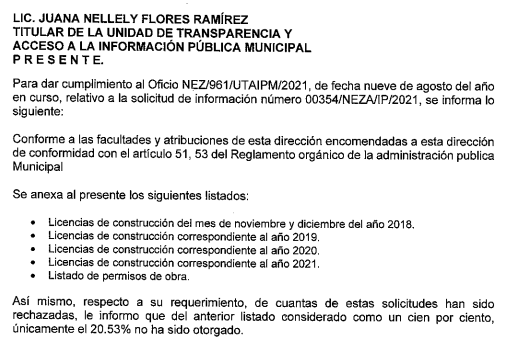 LIC. JUANA NELLELY FLORES RAMÍREZ
TITULAR DE LA UNIDAD DE TRANSPARENCIA Y
ACCESO A LA INFORMACIÓN PÚBLICA MUNICIPAL
P R E S E N T E.
Para dar cumplimiento al Oficio NEZ/961/UTAIPM/2021, de fecha nueve de agosto del año
en curso, relativo a la solicitud de información número 00354/NEZA/IP/2021, se informa lo
siguiente:
Conforme a las facultades y atribuciones de esta dirección encomendadas a esta dirección
de conformidad con el artículo 51, 53 del Reglamento orgánico de la administración publica
Municipal
Se anexa al presente los siguientes listados:
• Licencias de construcción del mes de noviembre y diciembre del año 2018.
• Licencias de construcción correspondiente al año 2019.
• Licencias de construcción correspondiente al año 2020.
• Licencias de construcción correspondiente al año 2021.
• Listado de permisos de obra.
Así mismo, respecto a su requerimiento, de cuantas de estas solicitudes han sido
rechazadas, le informo que del anterior listado considerado como un cien por ciento,
únicamente el 20.53% no ha sido otorgado.